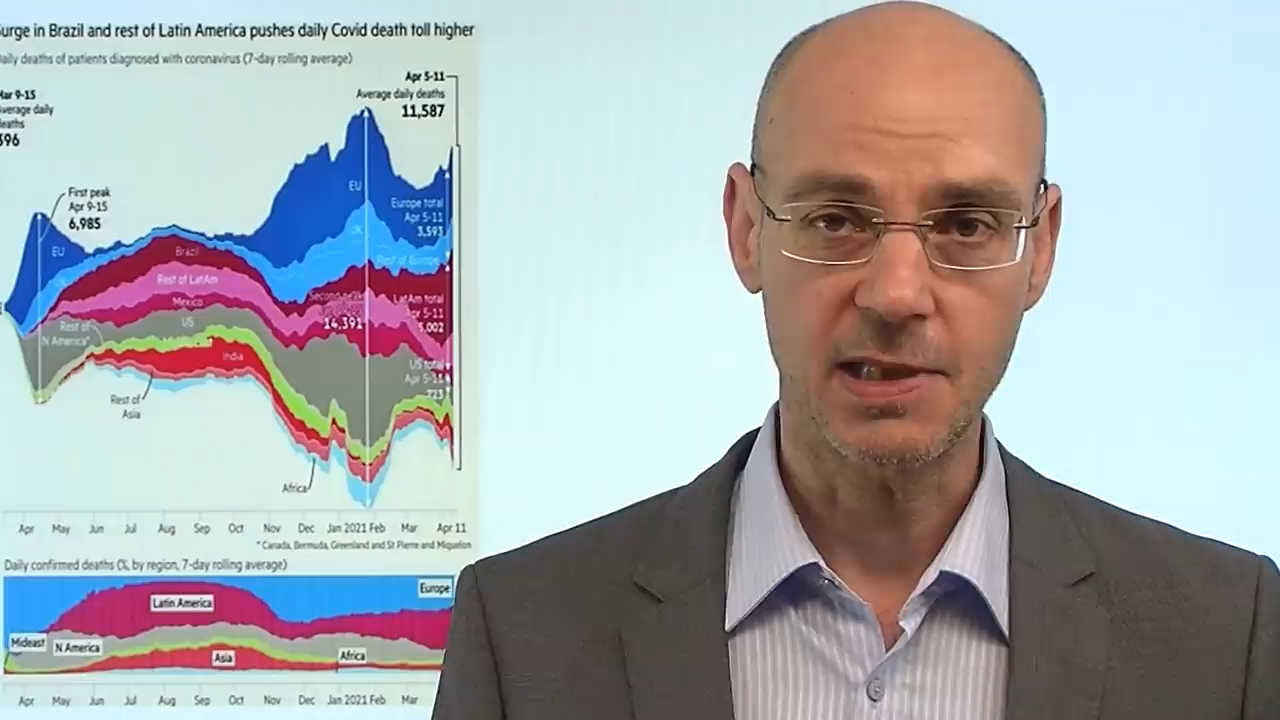 urge in Brazil and rest of Latin America pushes daily Covid death toll higher
aily deaths of patients diagnosed with coronavirus (7-day rolling average)
Mar 9-15
verage daily
eaths
396
Apr 5-11
Average daily deaths
11,587
First peak
Apr 9-15
6,985
EU
EU
UK
Europe total
Apr 5-11
3,593
Rest of Europe
Brazil
Rest of LatAm
Mexico
US
LatAm total
Apr 5-11
5,002
Second peak
14,391
Rest of
N America*
India
US total
Apr 5-11
723
Rest of
Asia
Africa
Apr May Jun Jul Aug Sep Oct Nov Dec Jan 2021 Feb Mar Apr 11
* Canada, Bermuda, Greenland and St Pierre and Miquelon
Daily confirmed deaths (%, by region, 7-day rolling average)
Europe
Latin America
Mideast
N America
Asia
Africa
Apr May Jun Jul Aug Sep Oct Nov Dec Jan 2021 Feb Mar